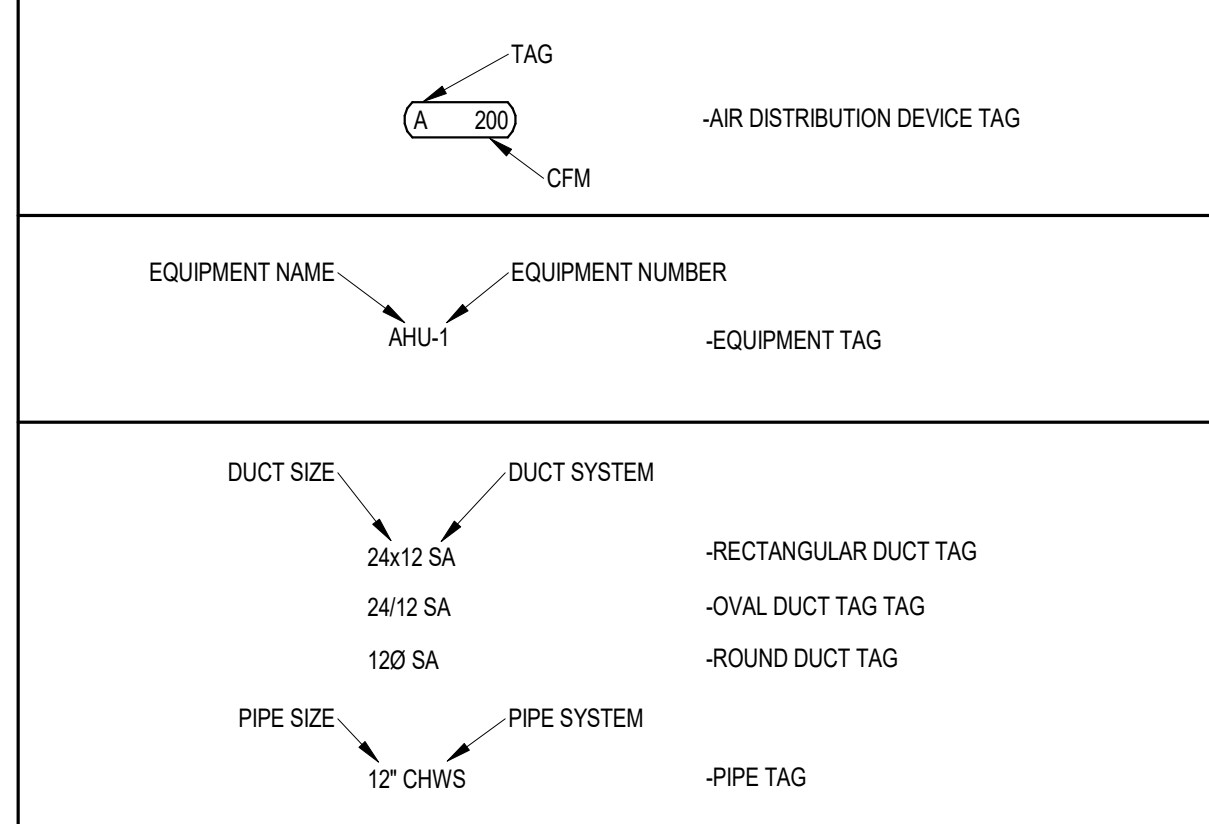 TAG
A 200
-AIR DISTRIBUTION DEVICE TAG
CFM
EQUIPMENT NAME
EQUIPMENT NUMBER
AHU-1
-EQUIPMENT TAG
DUCT SIZE
DUCT SYSTEM
24x12 SA
-RECTANGULAR DUCT TAG
24/12 SA
-OVAL DUCT TAG TAG
12Ø SA
-ROUND DUCT TAG
PIPE SIZE
PIPE SYSTEM
12" CHWS
-PIPE TAG